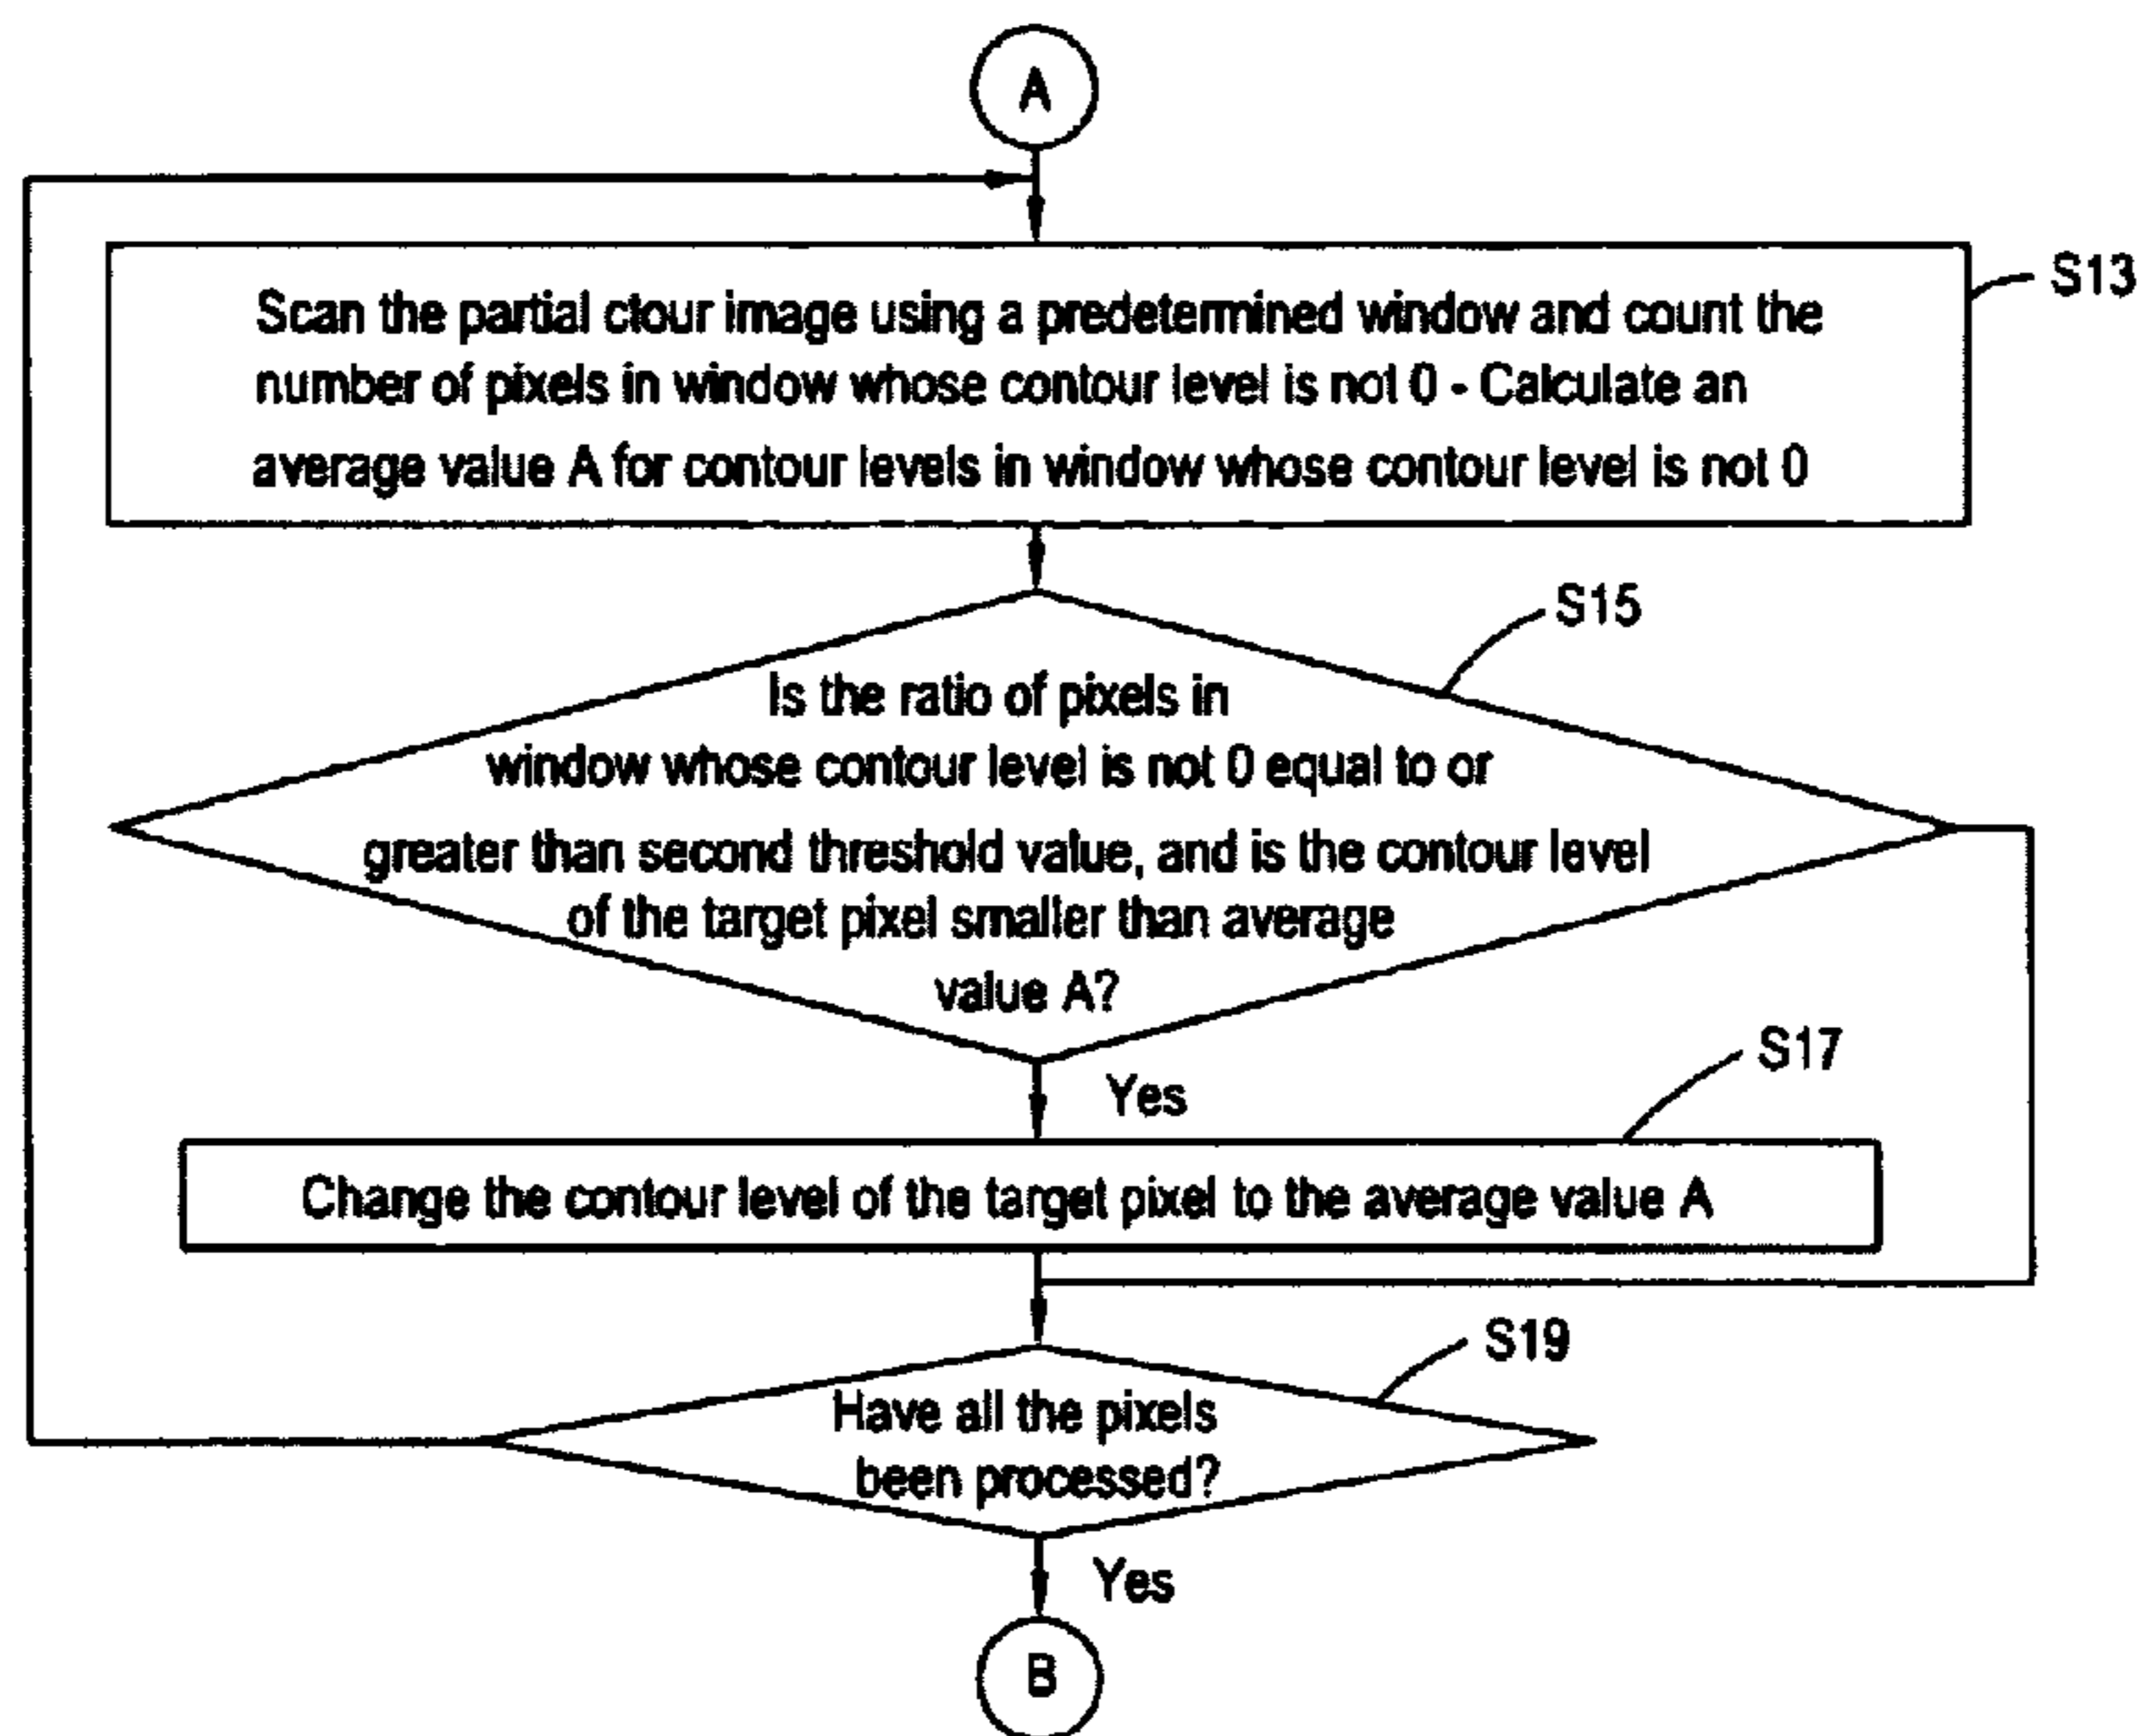 A
Scan the partial ctour image using a predetermined window and count the
number of pixels in window whose contour level is not 0 - Calculate an
average value A for contour levels in window whose contour level is not 0
S13
S15
Is the ratio of pixels in
window whose contour level is not 0 equal to or
greater than second threshold value, and is the contour level
of the target pixel smaller than average
value A?
Yes
S17
Change the contour level of the target pixel to the average value A
S19
Have all the pixels
been processed?
Yes
B